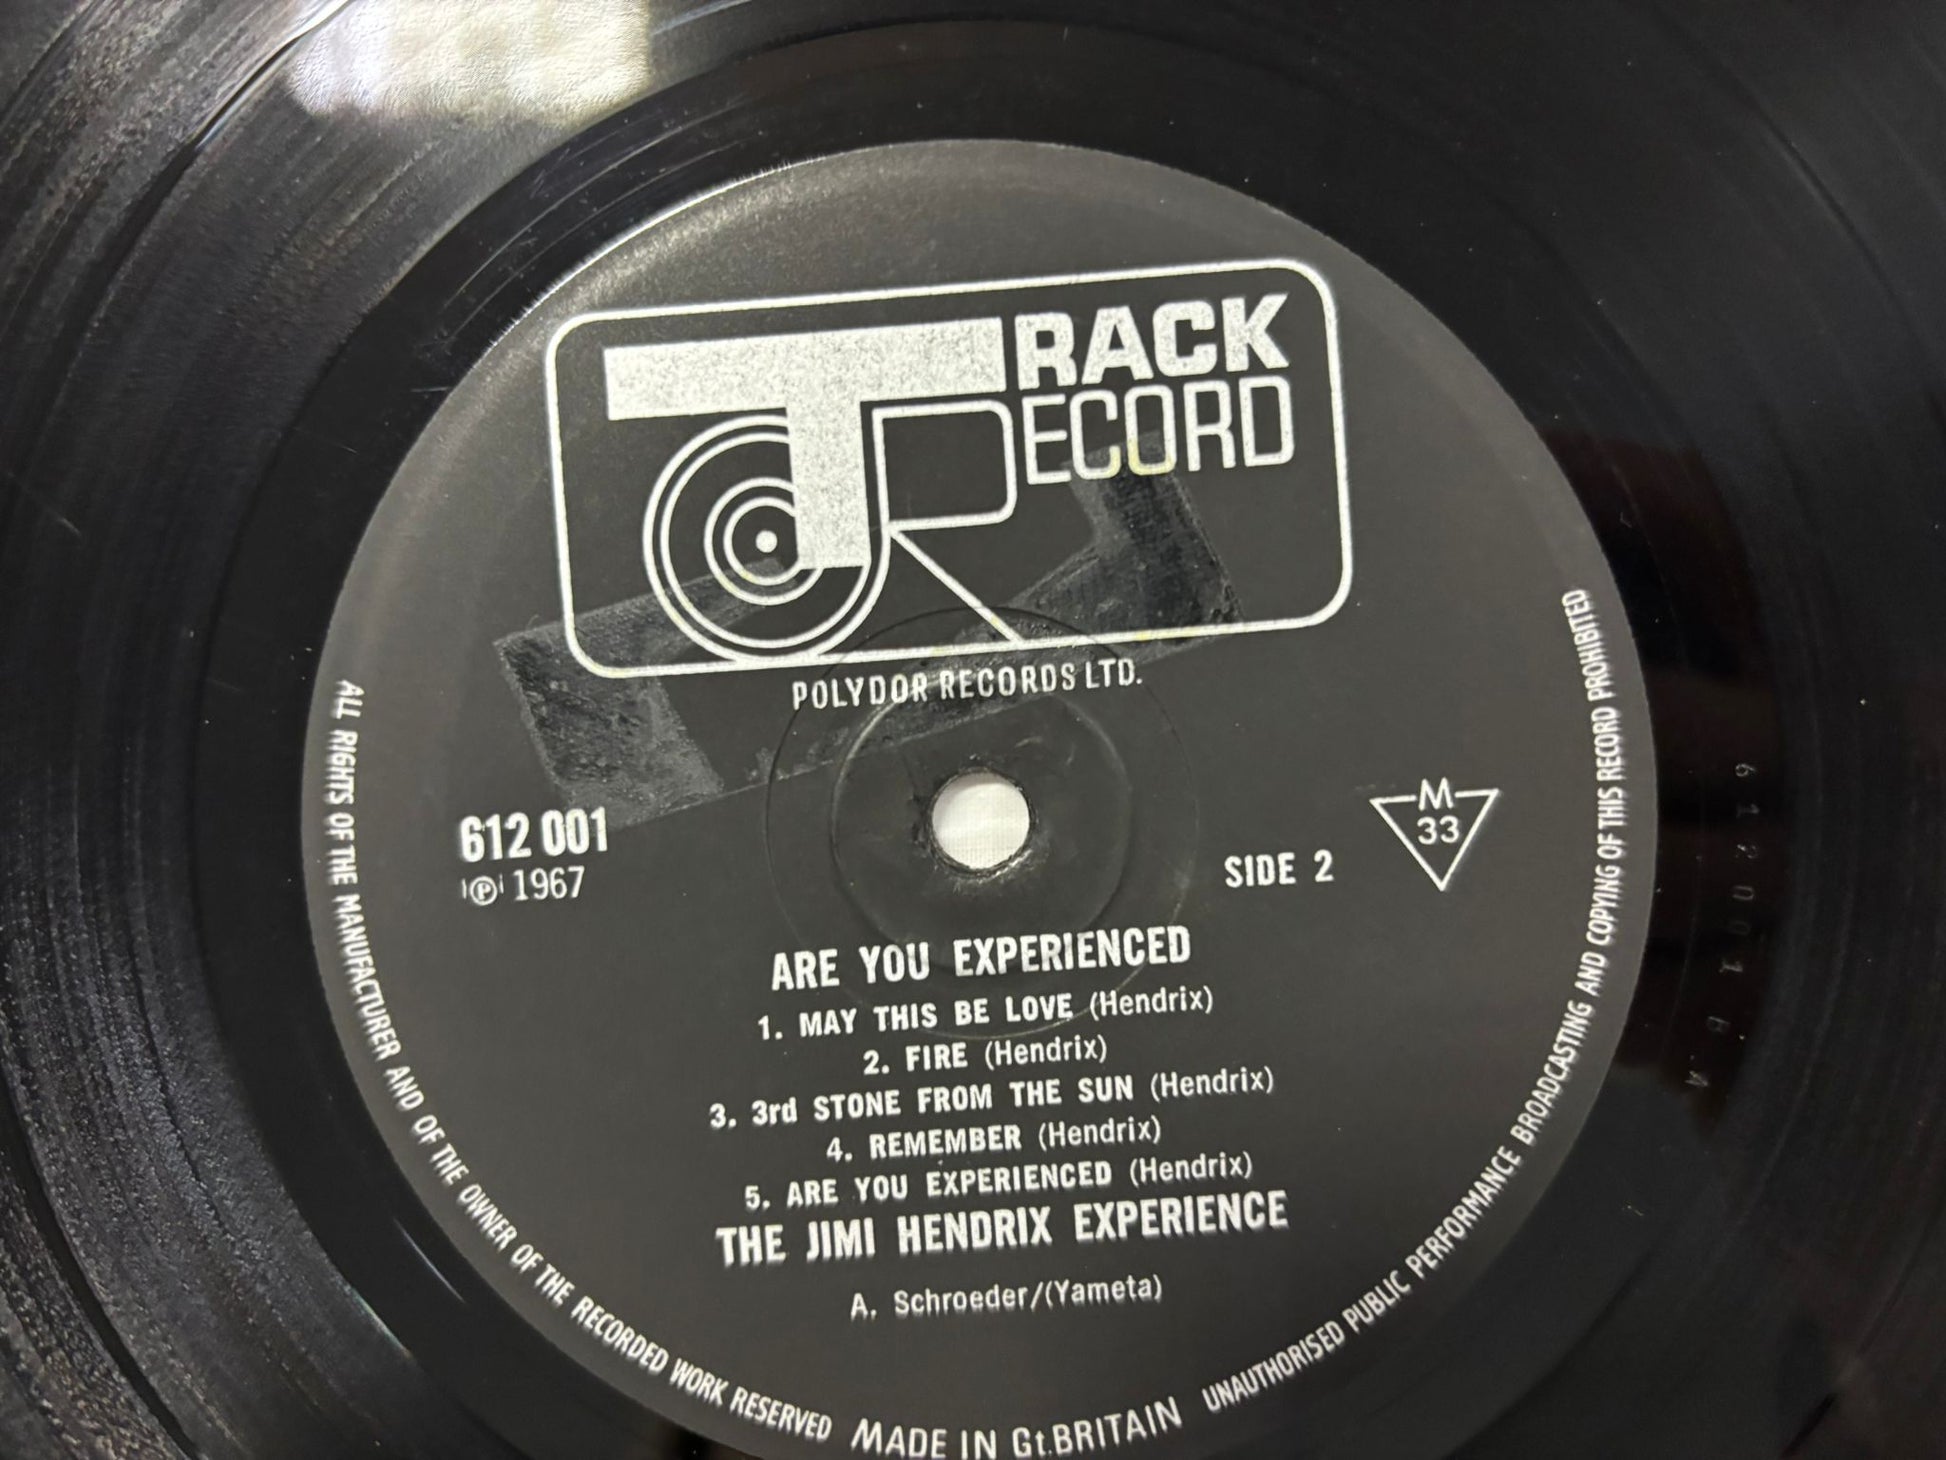 TRACK
RECORD
POLYDOR RECORDS LTD.
612 001
℗ 1967
SIDE 2
M
33
ARE YOU EXPERIENCED
1. MAY THIS BE LOVE (Hendrix)
2. FIRE (Hendrix)
3. 3rd STONE FROM THE SUN (Hendrix)
4. REMEMBER (Hendrix)
5. ARE YOU EXPERIENCED (Hendrix)
THE JIMI HENDRIX EXPERIENCE
A. Schroeder/(Yameta)
ALL RIGHTS OF THE MANUFACTURER AND OF THE OWNER OF THE RECORDED WORK RESERVED
MADE IN Gt.BRITAIN
UNAUTHORISED PUBLIC PERFORMANCE BROADCASTING AND COPYING OF THIS RECORD PROHIBITED
612001 B